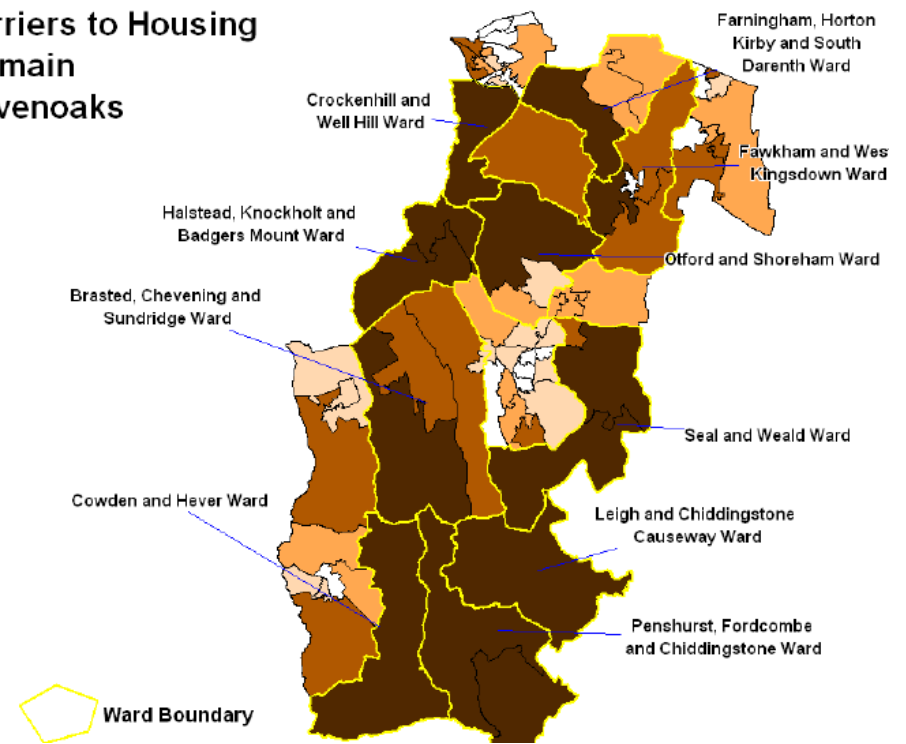 rriers to Housing
main
venoaks
Farningham, Horton
Kirby and South
Darenth Ward
Crockenhill and
Well Hill Ward
Fawkham and Wes
Kingsdown Ward
Halstead, Knockholt and
Badgers Mount Ward
Otford and Shoreham Ward
Brasted, Chevening and
Sundridge Ward
Seal and Weald Ward
Cowden and Hever Ward
Leigh and Chiddingstone
Causeway Ward
Penshurst, Fordcombe
and Chiddingstone Ward
Ward Boundary